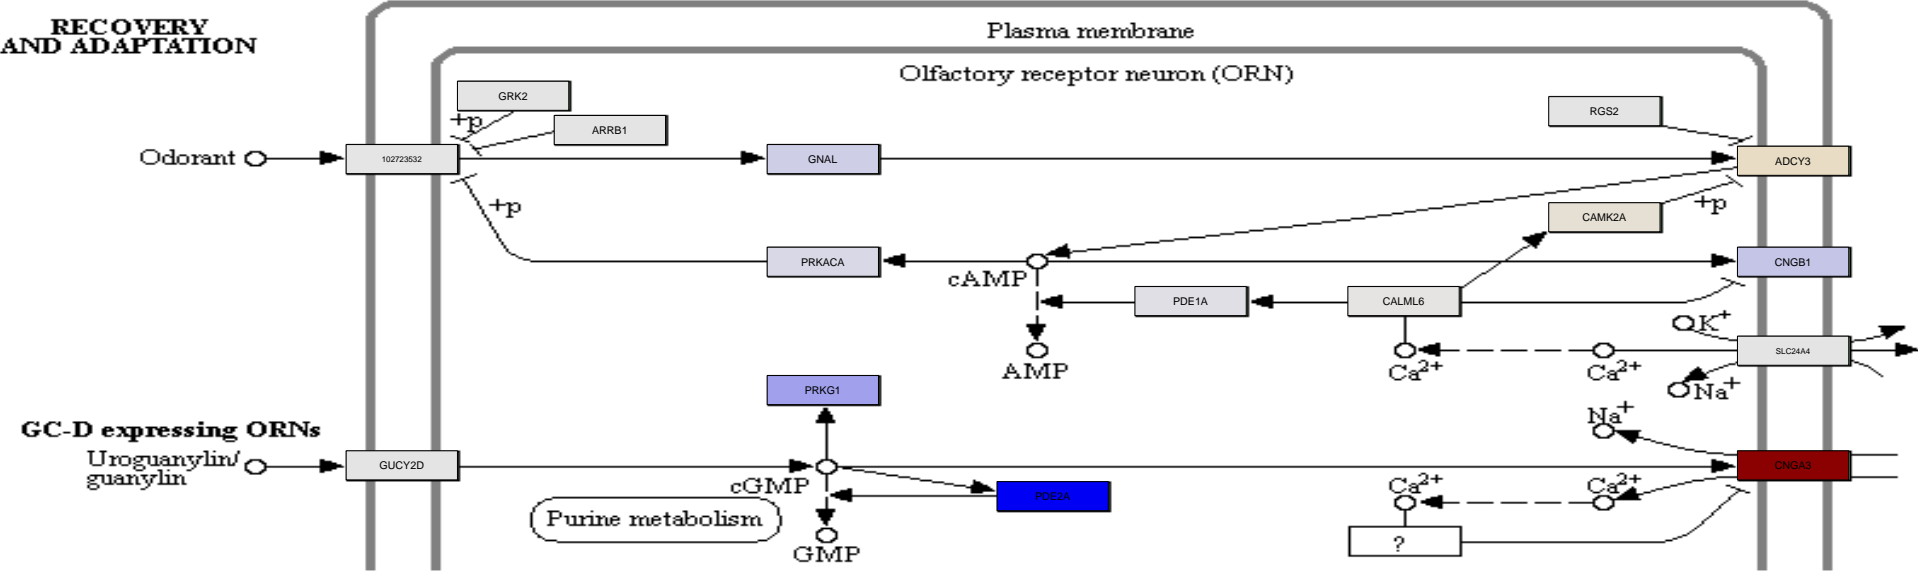 RECOVERY
AND ADAPTATION
Plasma membrane
Olfactory receptor neuron (ORN)
GRK2
+p
ARRB1
RGS2
Odorant
102723532
GNAL
ADCY3
+p
CAMK2A
+p
PRKACA
cAMP
CNGB1
PDE1A
CALML6
K+
AMP
Ca2+
Ca2+
SLC24A4
Na+
PRKG1
GC-D expressing ORNs
Na+
Uroguanylin/
guanylin
GUCY2D
CNGA3
cGMP
PDE2A
Ca2+
Ca2+
Purine metabolism
GMP
?